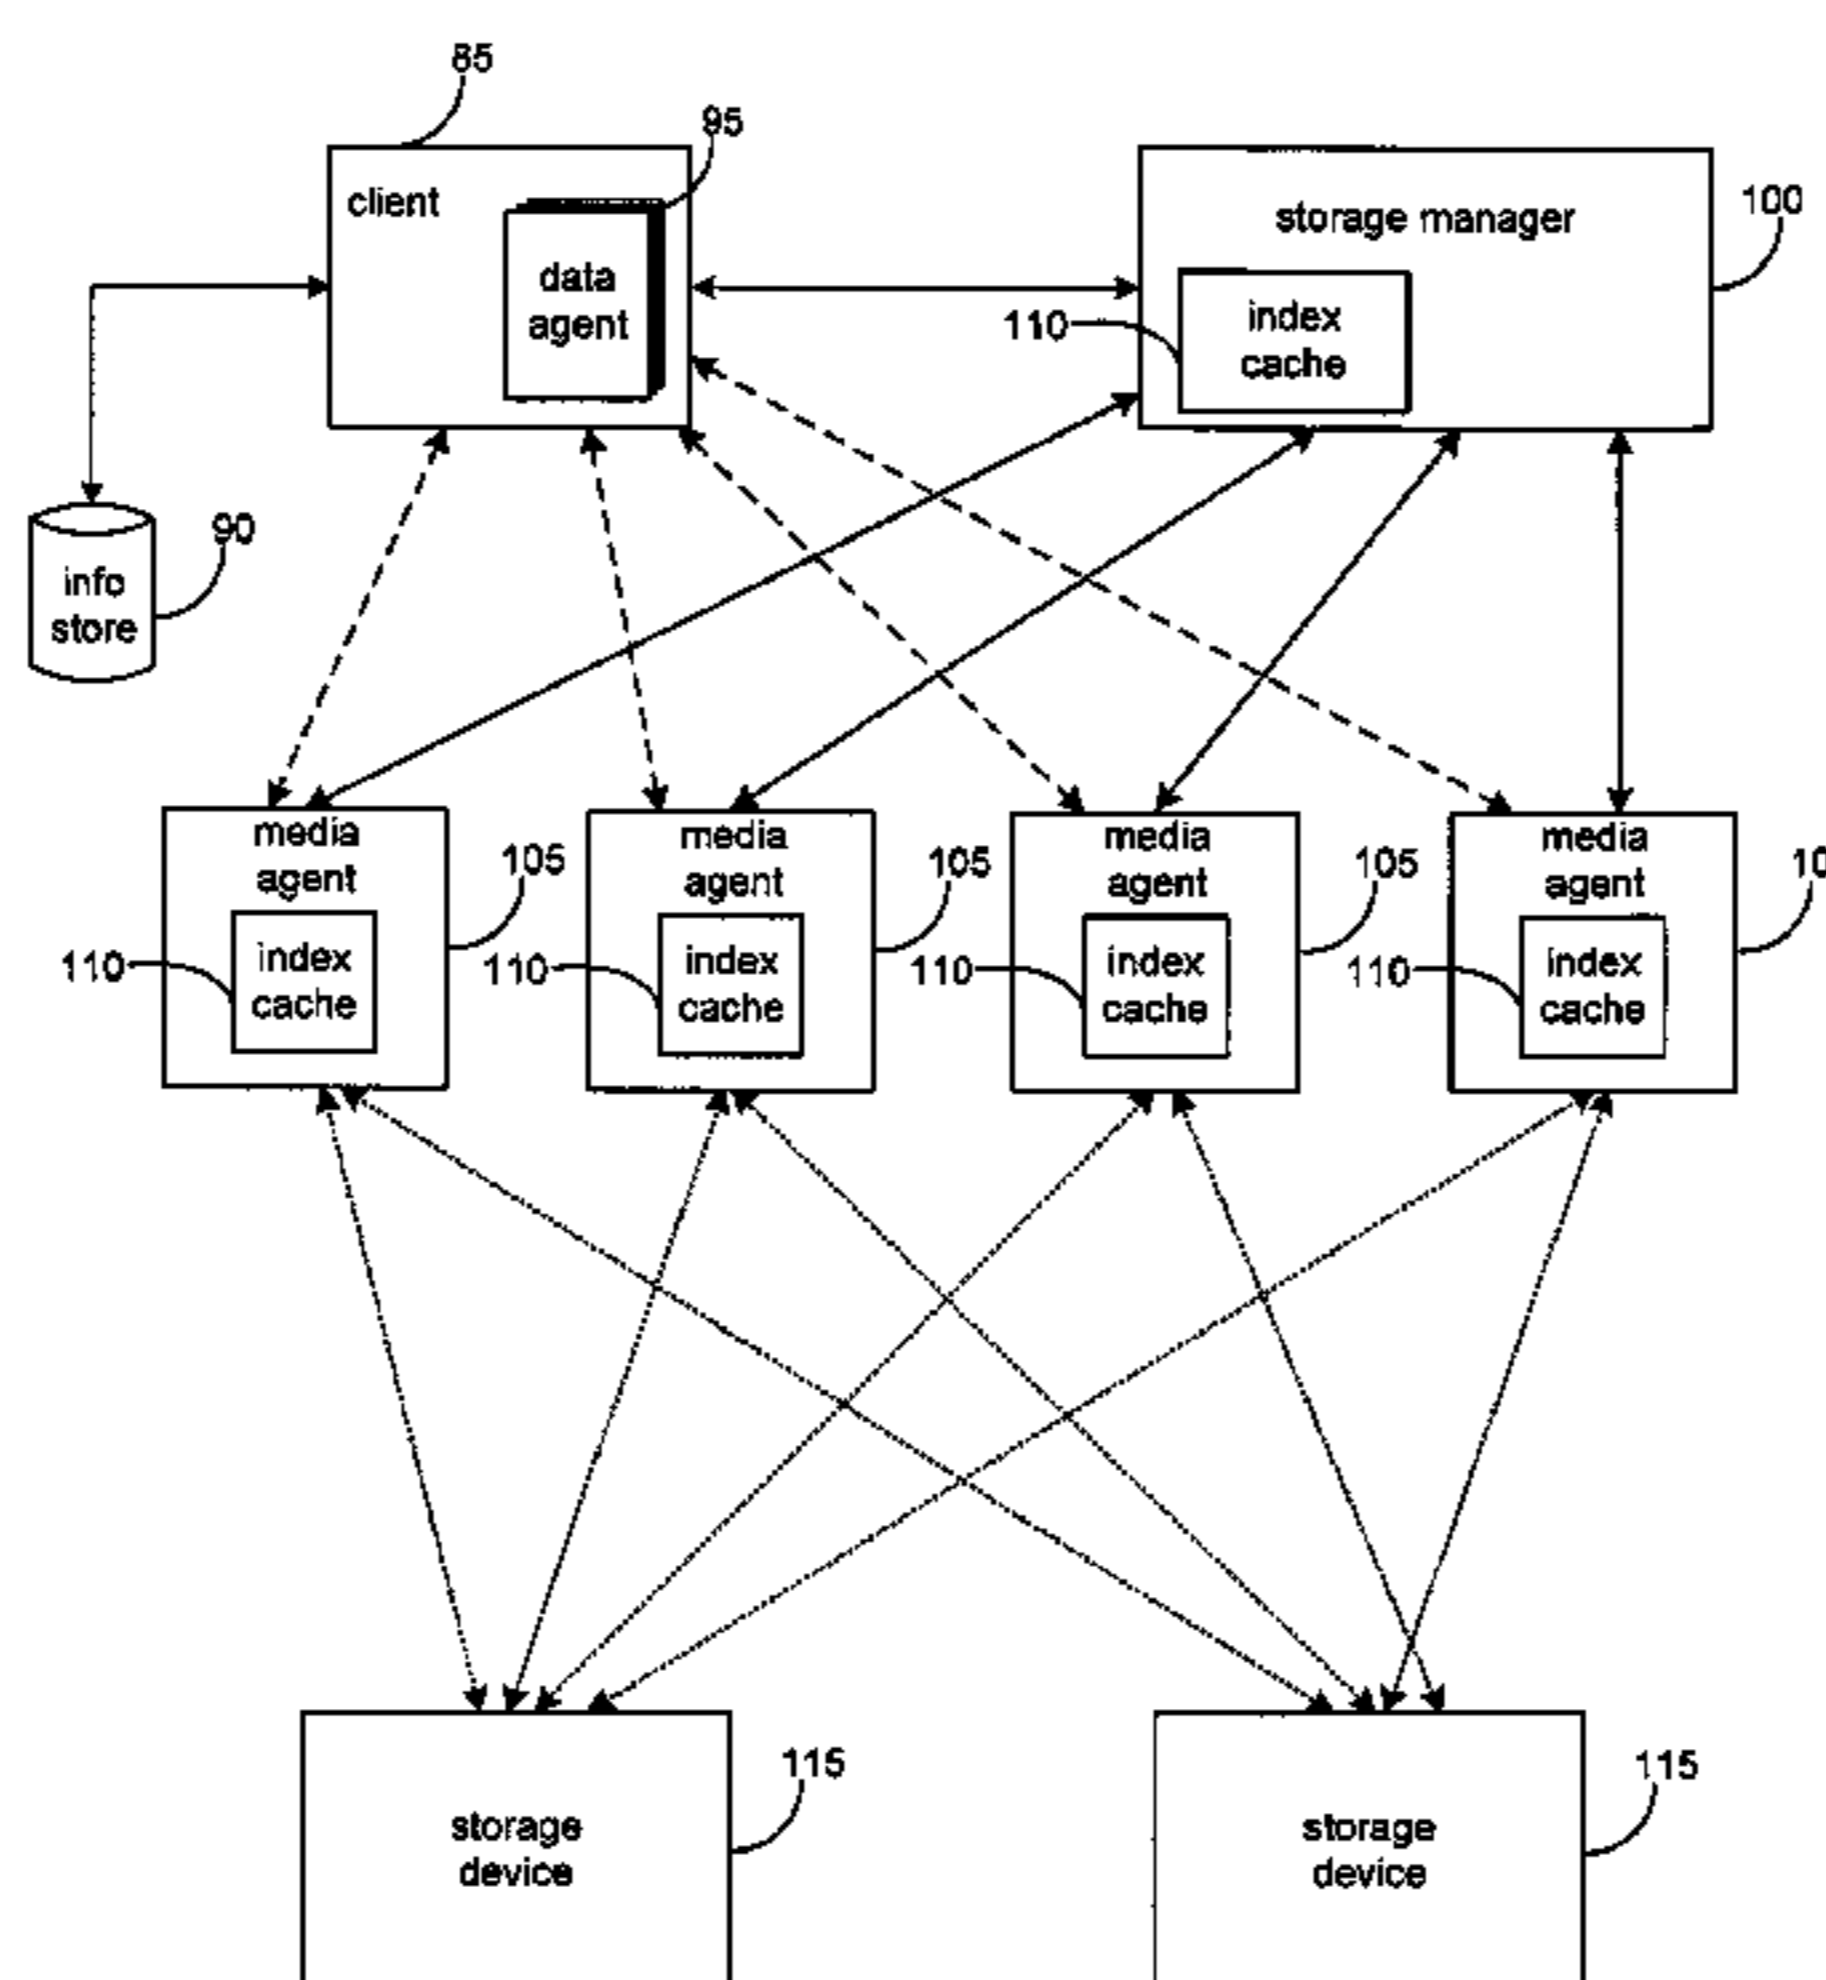 85
95
client
storage manager
100
data
agent
110
index
cache
90
info
store
media
agent
105
110
index
cache
media
agent
105
110
index
cache
media
agent
105
110
index
cache
media
agent
10
110
index
cache
115
storage
device
115
storage
device